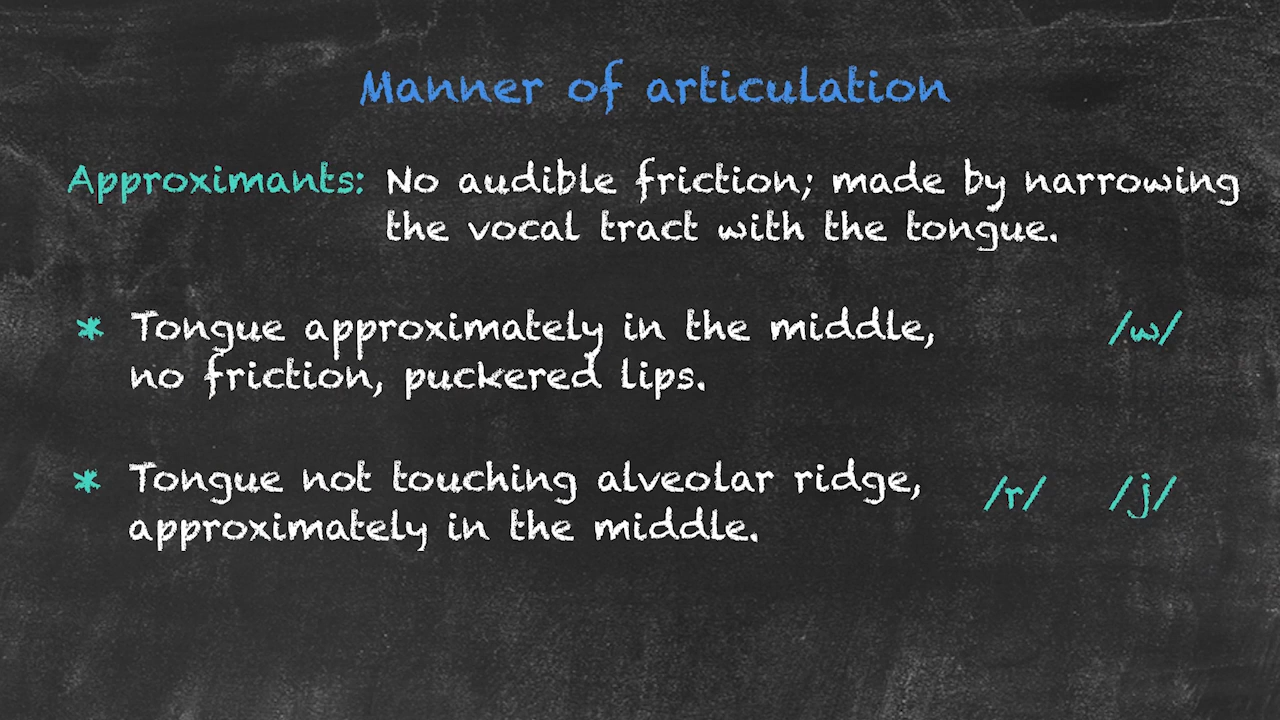 Manner of articulation
Approximants: No audible friction; made by narrowing
the vocal tract with the tongue.
* Tongue approximately in the middle, /w/
no friction, puckered lips.
* Tongue not touching alveolar ridge, /r/ /j/
approximately in the middle.